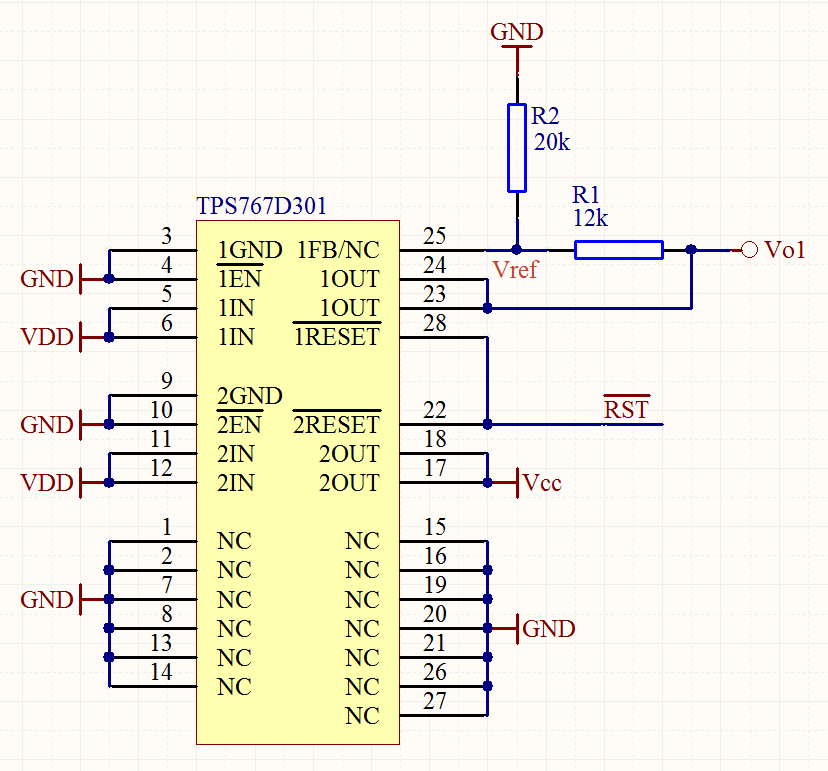 GND
R2
20k
R1
12k
TPS767D301
3 1GND 1FB/NC 25
GND 4 1EN 1OUT 24 Vref Vo1
5 1IN 1OUT 23
VDD 6 1IN 1RESET 28
9 2GND
GND 10 2EN 2RESET 22 RST
11 2IN 2OUT 18
VDD 12 2IN 2OUT 17 Vcc
1 NC NC 15
2 NC NC 16
GND 7 NC NC 19
8 NC NC 20 GND
13 NC NC 21
14 NC NC 26
NC 27